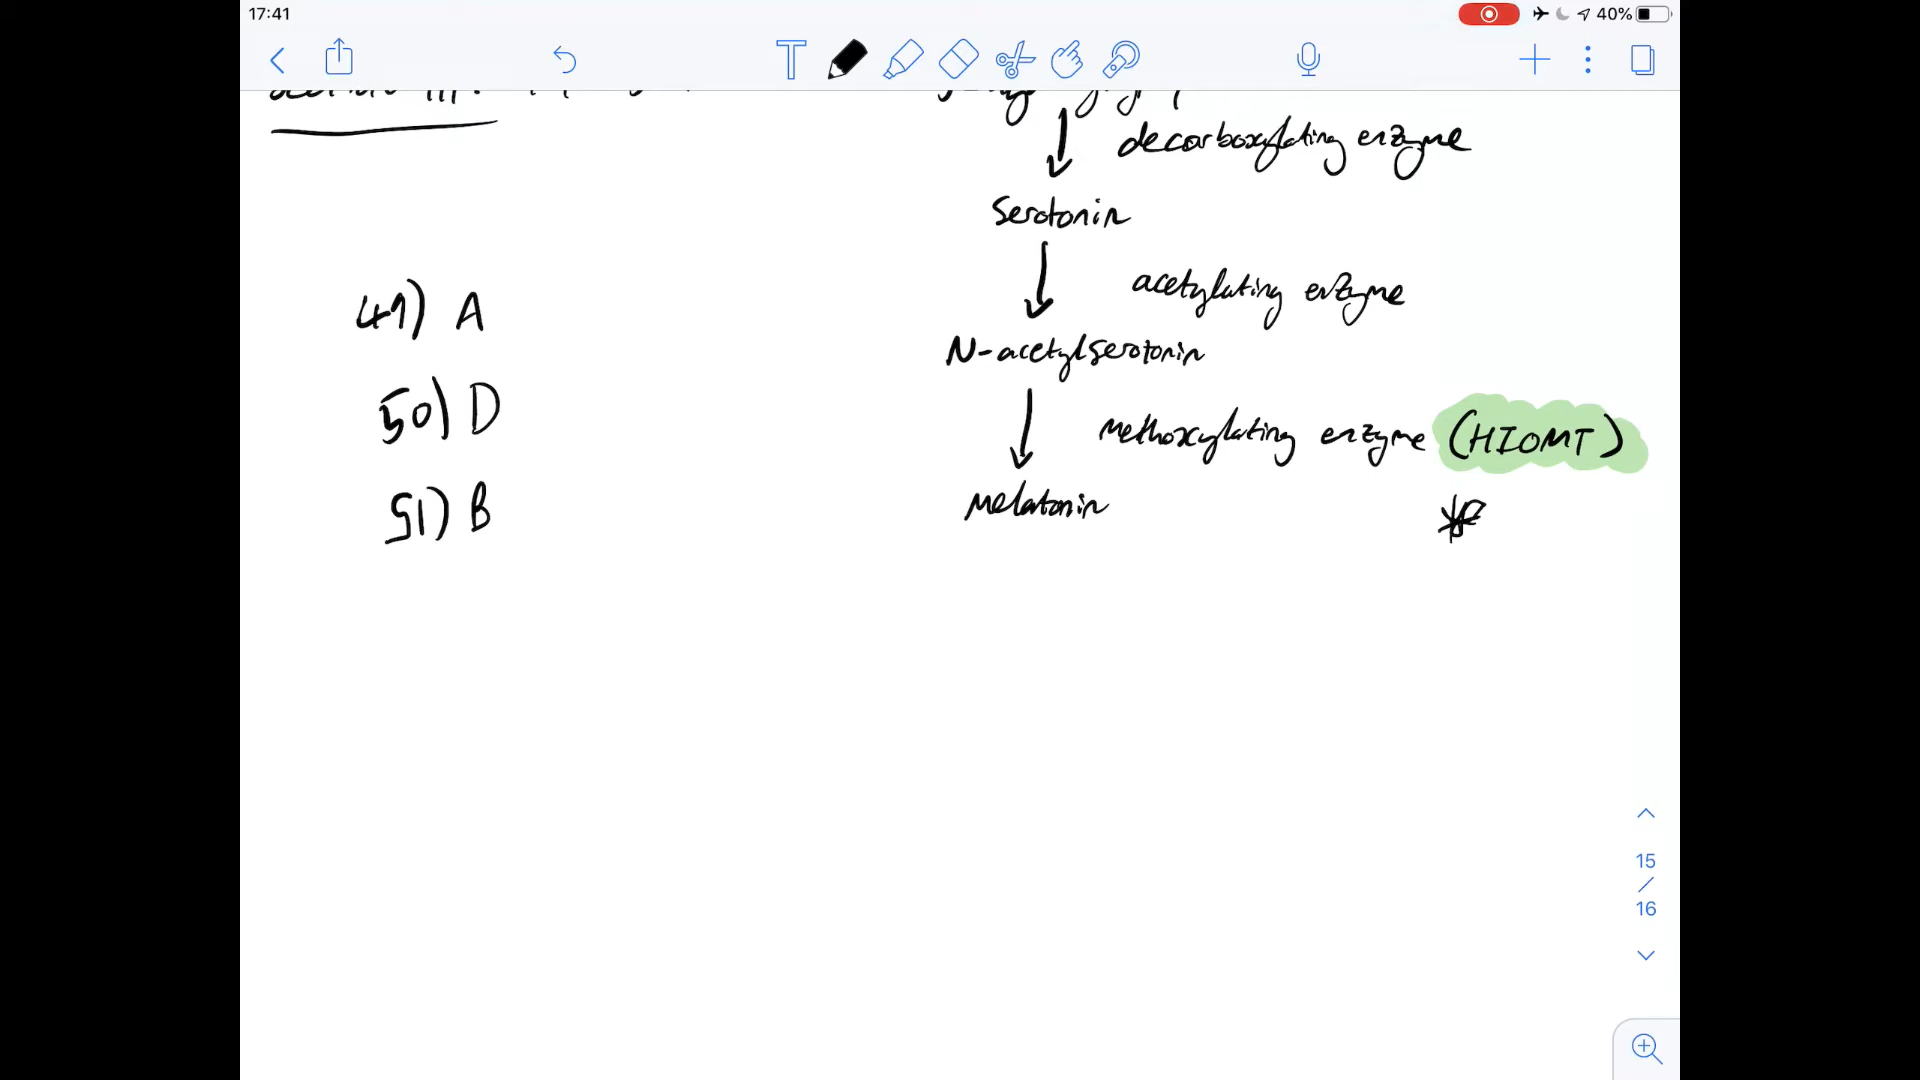 17:41
40%
decarboxylating enzyme
Serotonin
acetylating enzyme
49) A
N-acetylserotonin
50) D
methoxylating enzyme (HIOMT)
51) B
Melatonin
15
/
16